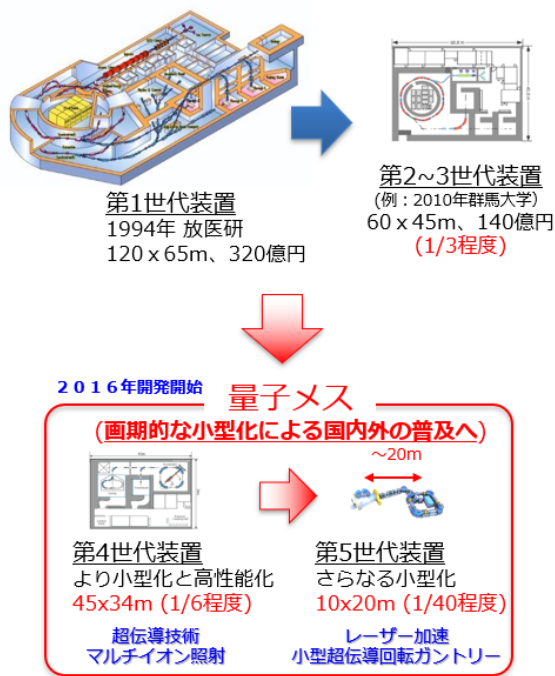 第1世代装置
1994年 放医研
120 x 65m、320億円
第2~3世代装置
(例：2010年群馬大学)
60 x 45m、140億円
(1/3程度)
２０１６年開発開始
量子メス
(画期的な小型化による国内外の普及へ)
～20m
第4世代装置
より小型化と高性能化
45x34m (1/6程度)
超伝導技術
マルチイオン照射
第5世代装置
さらなる小型化
10x20m (1/40程度)
レーザー加速
小型超伝導回転ガントリー